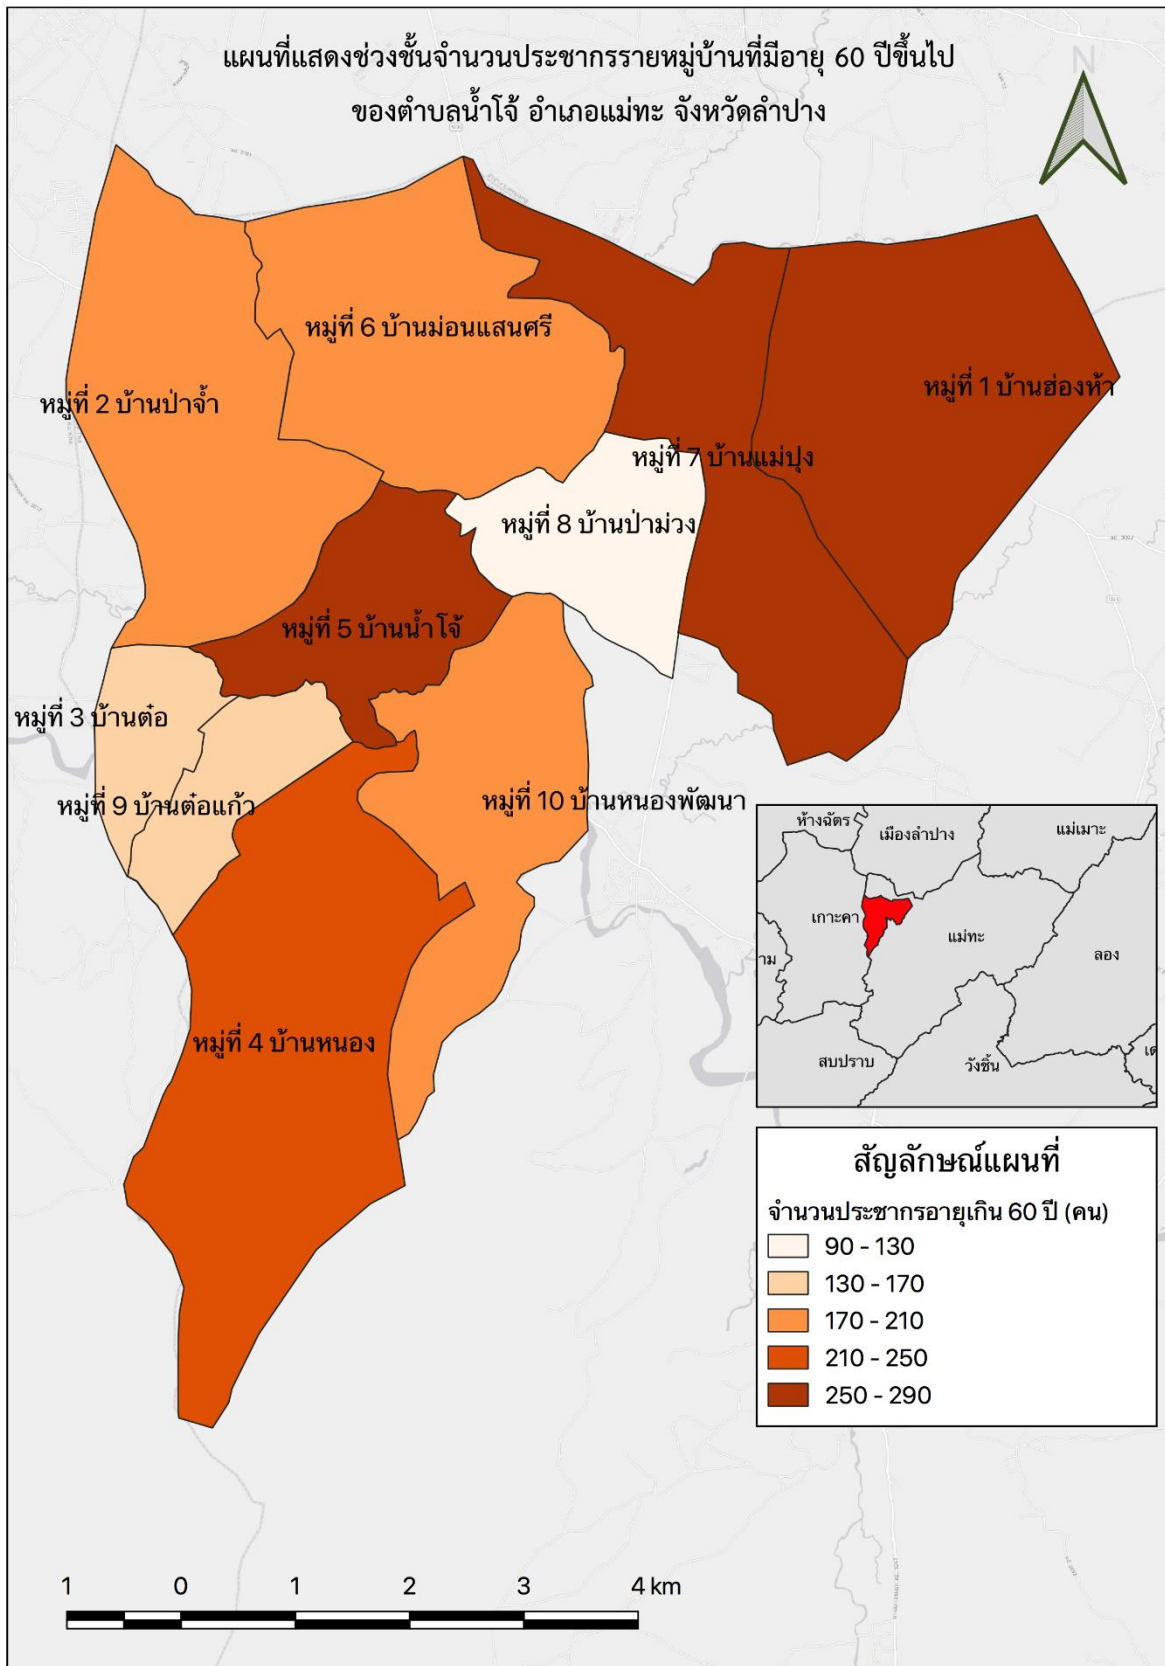 แผนที่แสดงช่วงชั้นจำนวนประชากรรายหมู่บ้านที่มีอายุ 60 ปีขึ้นไป
ของตำบลน้ำโจ้ อำเภอแม่ทะ จังหวัดลำปาง
N
หมู่ที่ 6 บ้านม่อนแสนศรี
หมู่ที่ 1 บ้านฮ่องห้า
หมู่ที่ 2 บ้านป่าจ้ำ
หมู่ที่ 7 บ้านแม่ปุง
หมู่ที่ 8 บ้านป่าม่วง
หมู่ที่ 5 บ้านน้ำโจ้
หมู่ที่ 3 บ้านต๋อ
หมู่ที่ 9 บ้านต๋อแก้ว
หมู่ที่ 10 บ้านหนองพัฒนา
หมู่ที่ 4 บ้านหนอง
ห้างฉัตร
เมืองลำปาง
แม่เมาะ
เกาะคา
แม่ทะ
าม
ลอง
สบปราบ
วังชิ้น
เด
สัญลักษณ์แผนที่
จำนวนประชากรอายุเกิน 60 ปี (คน)
90 - 130
130 - 170
170 - 210
210 - 250
250 - 290
1 0 1 2 3 4 km